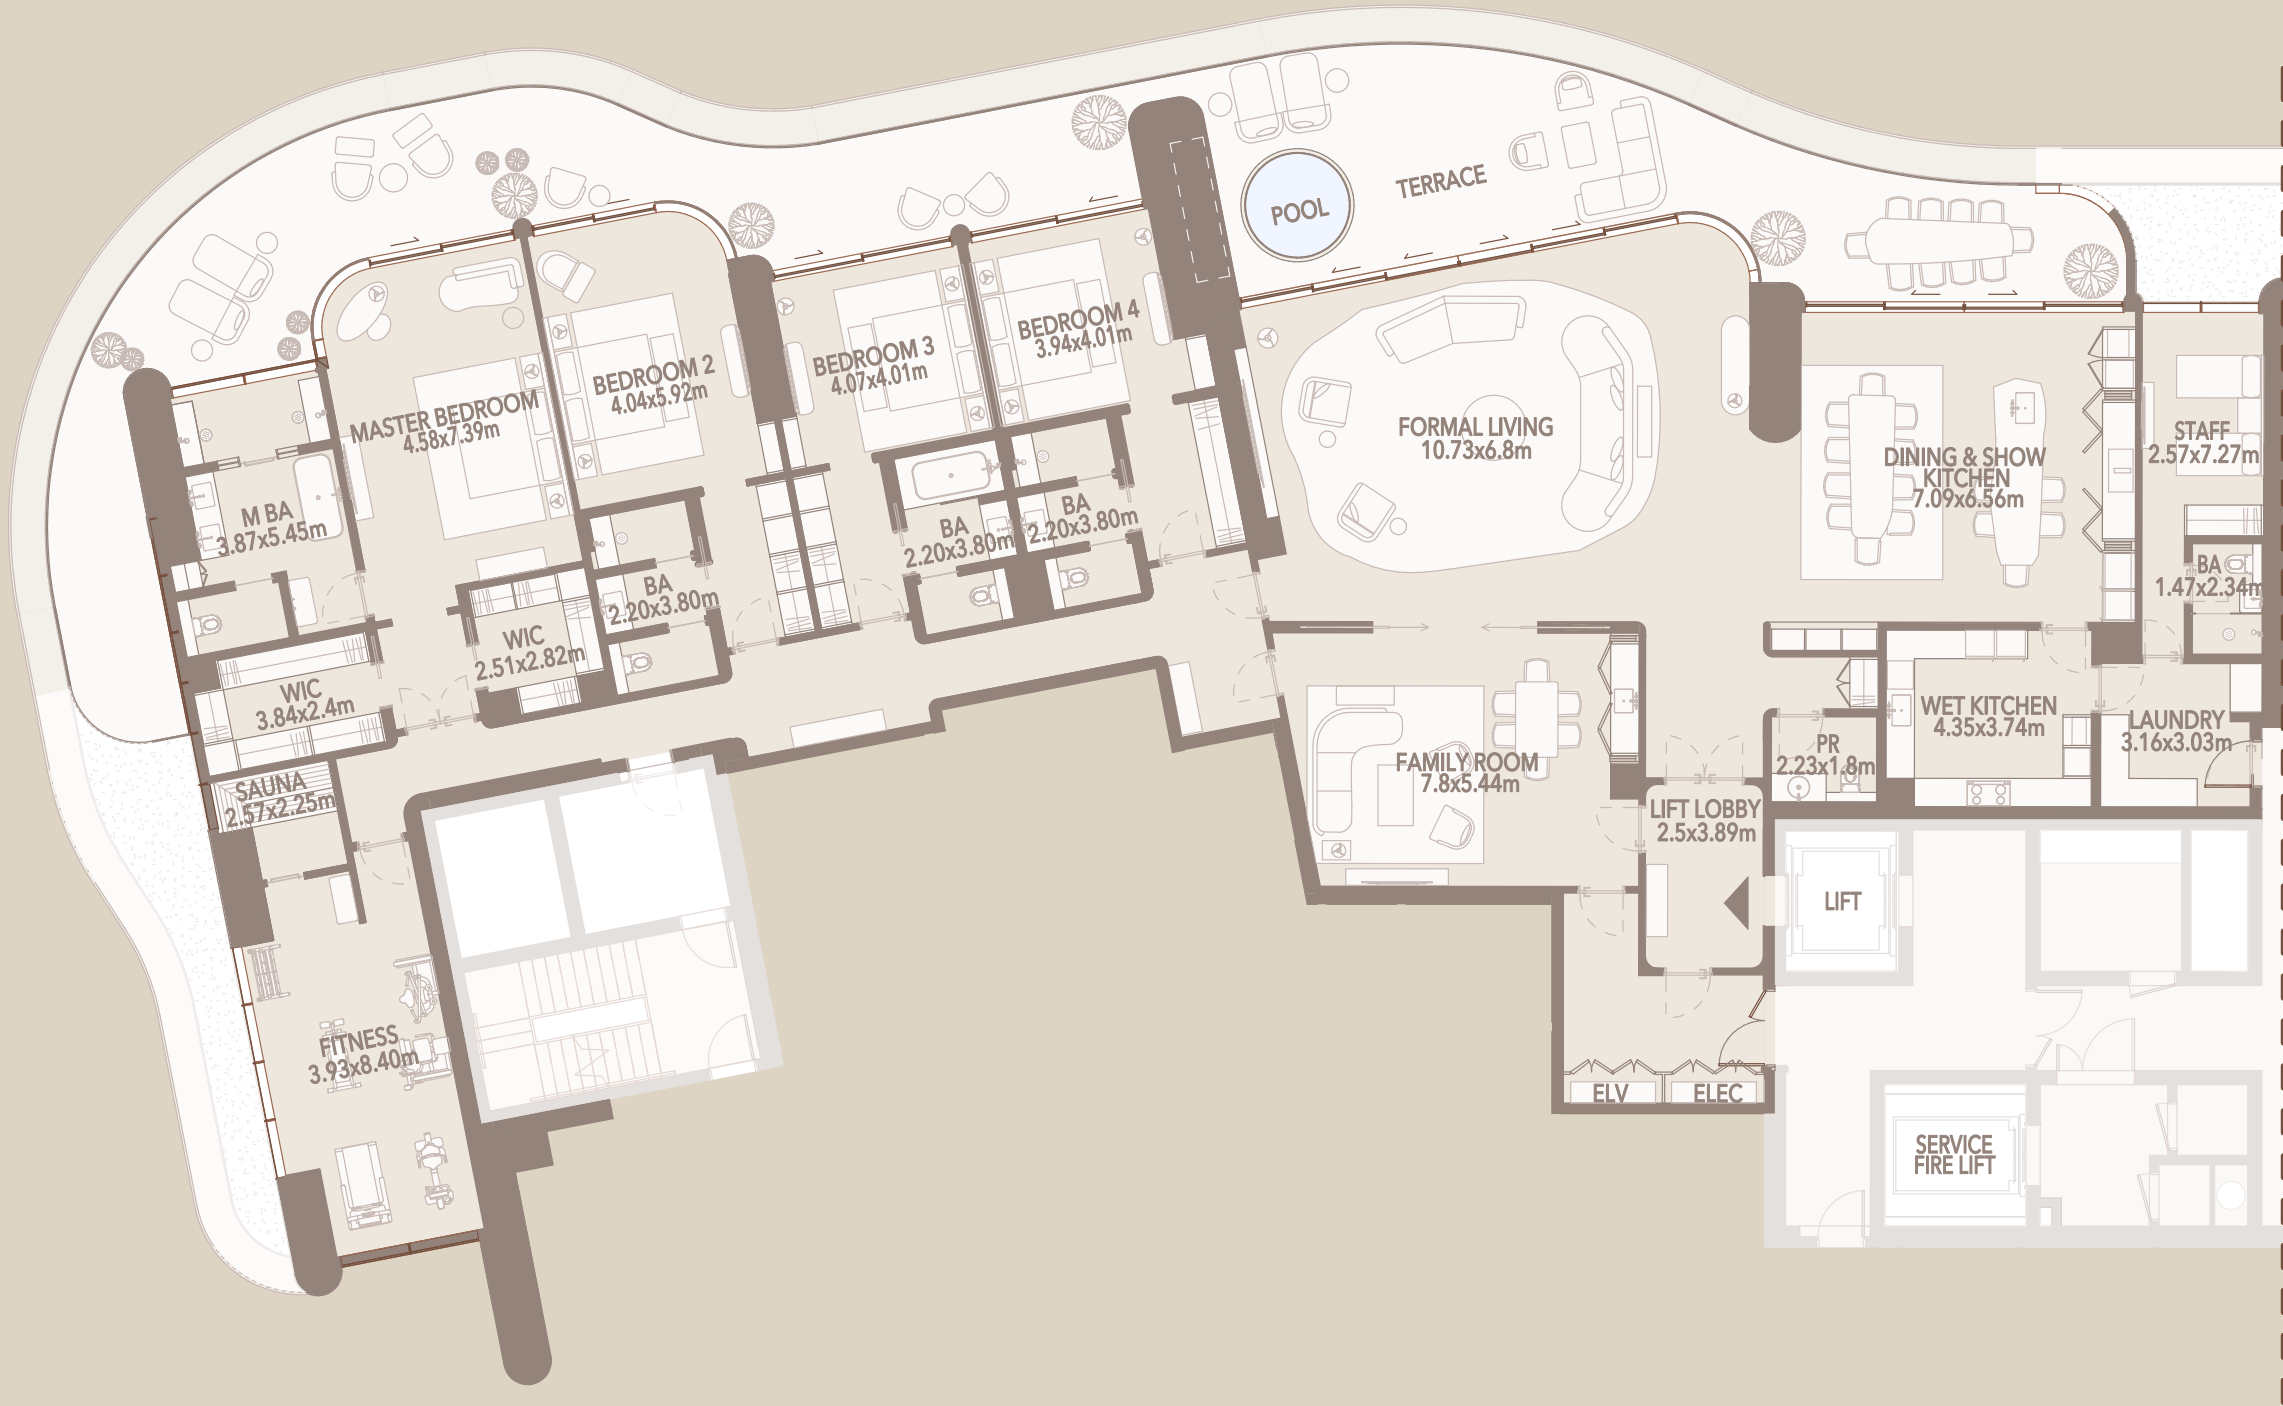 TERRACE
POOL
BEDROOM 4
3.94x4.01m
BEDROOM 3
4.07x4.01m
BEDROOM 2
4.04x5.92m
MASTER BEDROOM
4.58x7.39m
FORMAL LIVING
10.73x6.8m
DINING & SHOW
KITCHEN
7.09x6.56m
STAFF
2.57x7.27m
M BA
3.87x5.45m
BA
2.20x3.80m
BA
2.20x3.80m
BA
2.20x3.80m
BA
1.47x2.34m
WIC
2.51x2.82m
WIC
3.84x2.4m
WET KITCHEN
4.35x3.74m
LAUNDRY
3.16x3.03m
PR
2.23x1.8m
FAMILY ROOM
7.8x5.44m
SAUNA
2.57x2.25m
LIFT LOBBY
2.5x3.89m
LIFT
FITNESS
3.93x8.40m
ELV
ELEC
SERVICE
FIRE LIFT